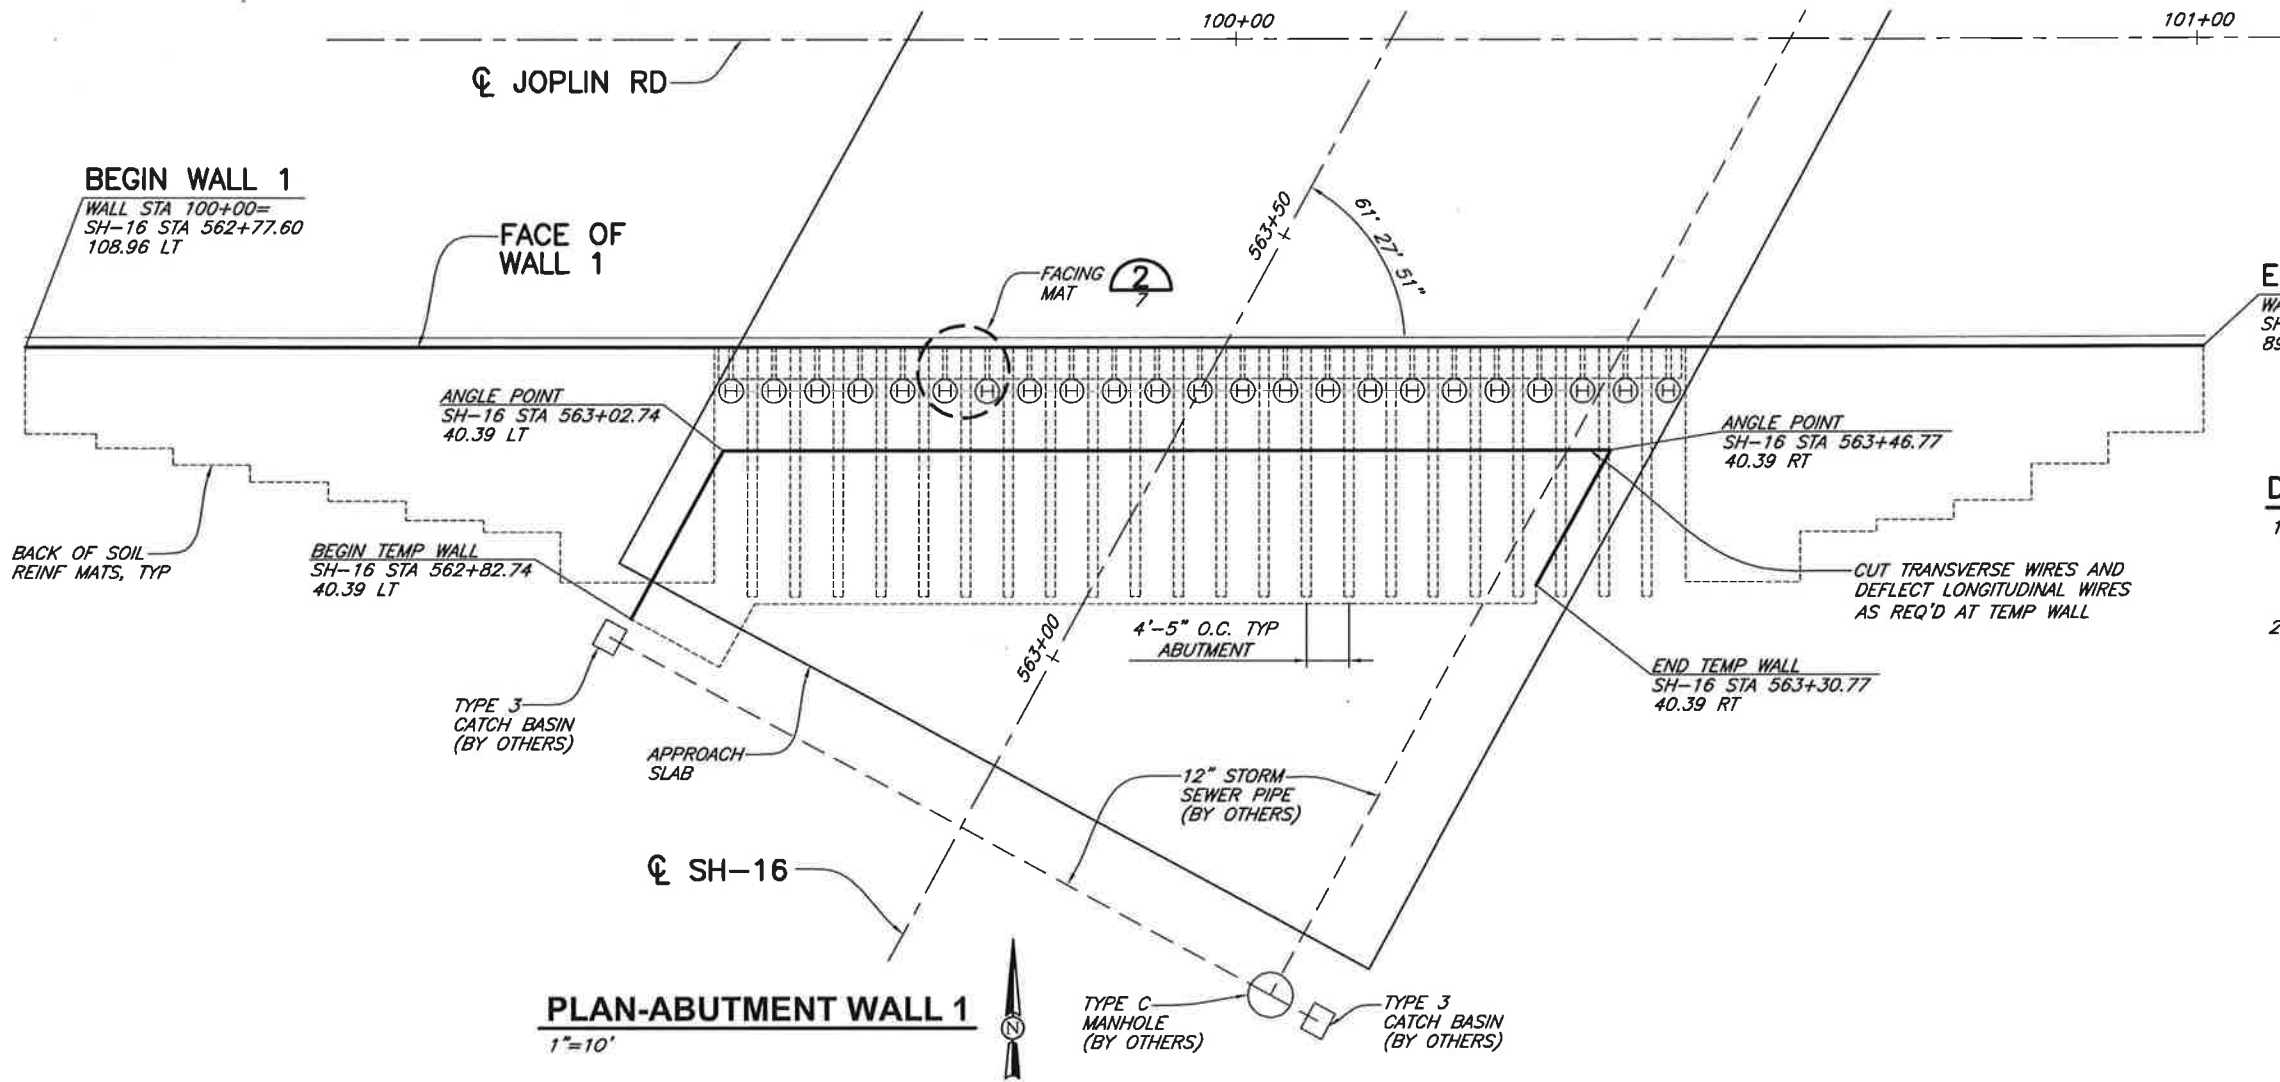 100+00
101+00
℄ JOPLIN RD
BEGIN WALL 1
WALL STA 100+00=
SH-16 STA 562+77.60
108.96 LT
FACE OF
WALL 1
FACING
MAT
2
7
563+50
61° 27' 51"
E
WA
SH
89
ANGLE POINT
SH-16 STA 563+02.74
40.39 LT
ANGLE POINT
SH-16 STA 563+46.77
40.39 RT
D
1
BACK OF SOIL
REINF MATS, TYP
BEGIN TEMP WALL
SH-16 STA 562+82.74
40.39 LT
CUT TRANSVERSE WIRES AND
DEFLECT LONGITUDINAL WIRES
AS REQ'D AT TEMP WALL
2
4'-5" O.C. TYP
ABUTMENT
563+00
END TEMP WALL
SH-16 STA 563+30.77
40.39 RT
TYPE 3
CATCH BASIN
(BY OTHERS)
APPROACH
SLAB
12" STORM
SEWER PIPE
(BY OTHERS)
℄ SH-16
PLAN-ABUTMENT WALL 1
1"=10'
N
TYPE C
MANHOLE
(BY OTHERS)
TYPE 3
CATCH BASIN
(BY OTHERS)